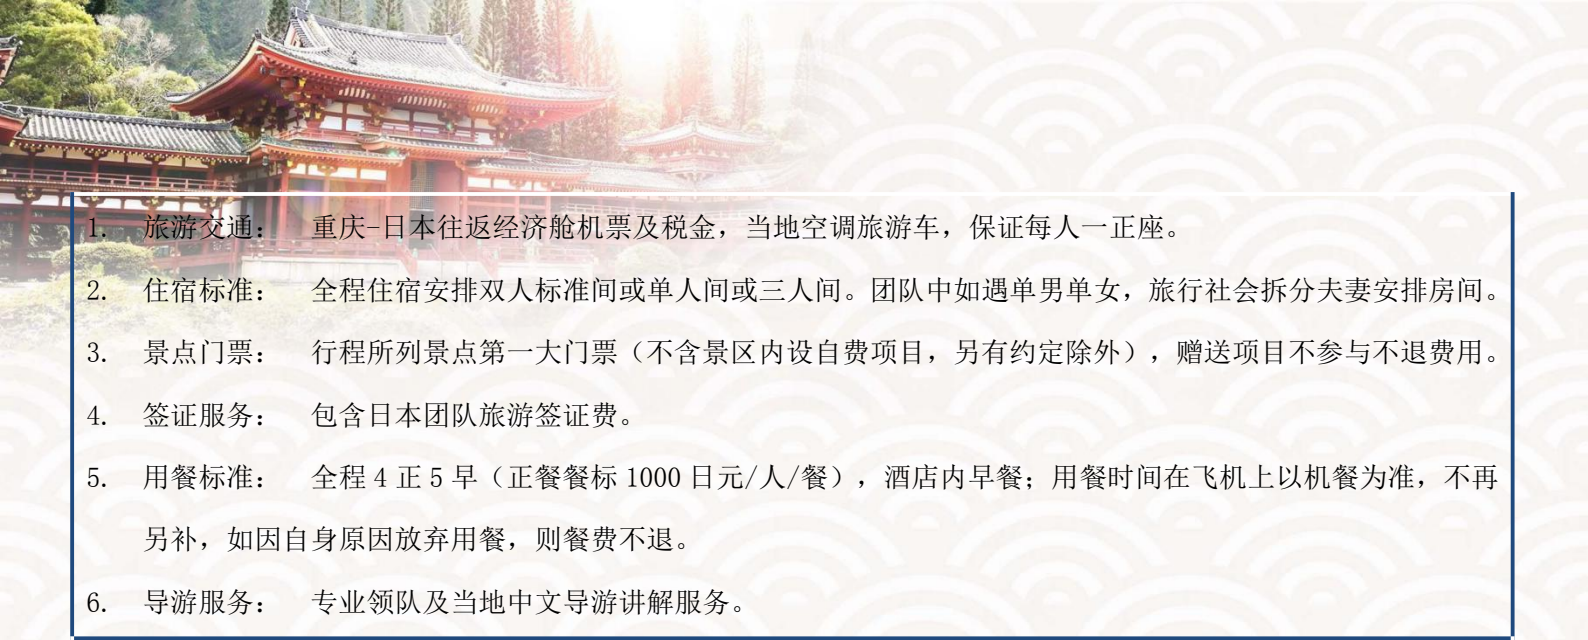 1. 旅游交通： 重庆-日本往返经济舱机票及税金，当地空调旅游车，保证每人一正座。
2. 住宿标准： 全程住宿安排双人标准间或单人间或三人间。团队中如遇单男单女，旅行社会拆分夫妻安排房间。
3. 景点门票： 行程所列景点第一大门票（不含景区内设自费项目，另有约定除外），赠送项目不参与不退费用。
4. 签证服务： 包含日本团队旅游签证费。
5. 用餐标准： 全程 4 正 5 早（正餐餐标 1000 日元/人/餐），酒店内早餐；用餐时间在飞机上以机餐为准，不再
另补，如因自身原因放弃用餐，则餐费不退。
6. 导游服务： 专业领队及当地中文导游讲解服务。